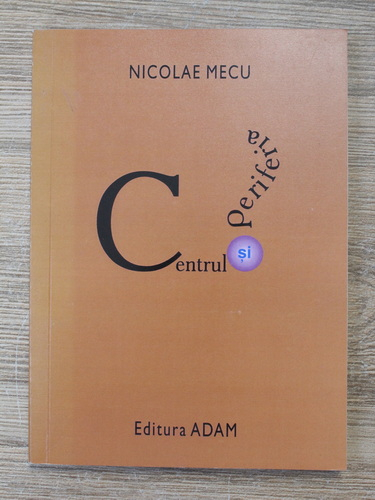 NICOLAE MECU
Centrul
și
Periferia
Editura ADAM